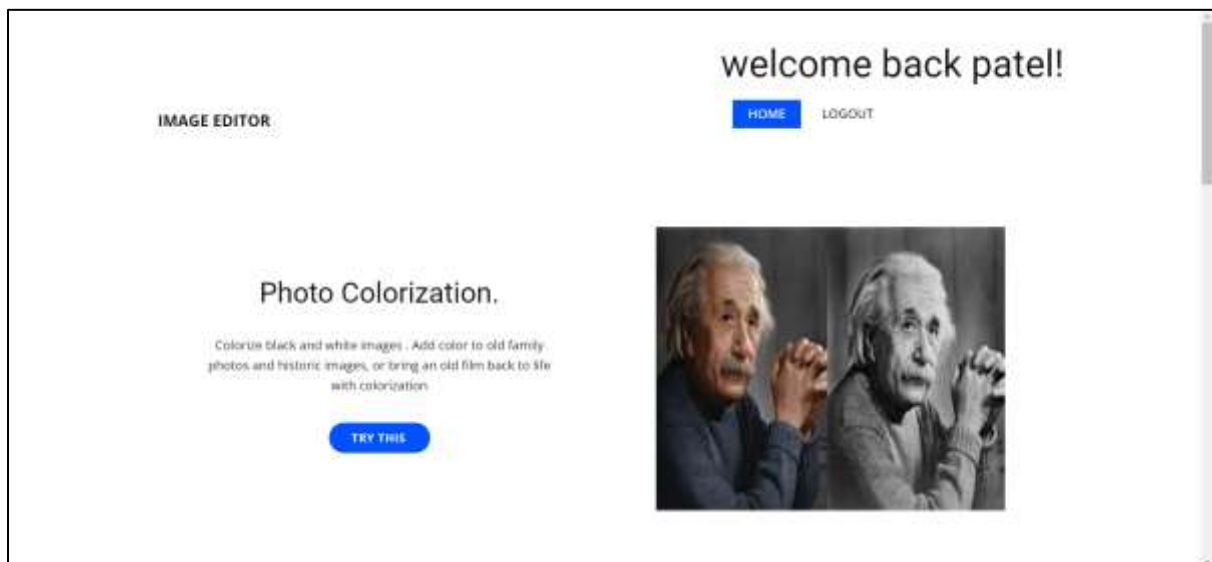 welcome back patel!
IMAGE EDITOR
HOME LOGOUT
Photo Colorization.
Colorize black and white images . Add color to old family
photos and historic images, or bring an old film back to life
with colorization
TRY THIS